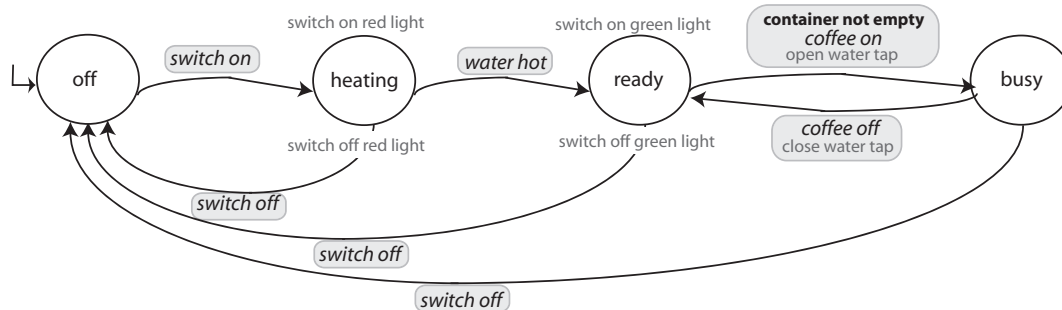 switch on red light
switch on green light
container not empty
coffee on
open water tap
off
switch on
heating
water hot
ready
busy
switch off red light
switch off green light
coffee off
close water tap
switch off
switch off
switch off